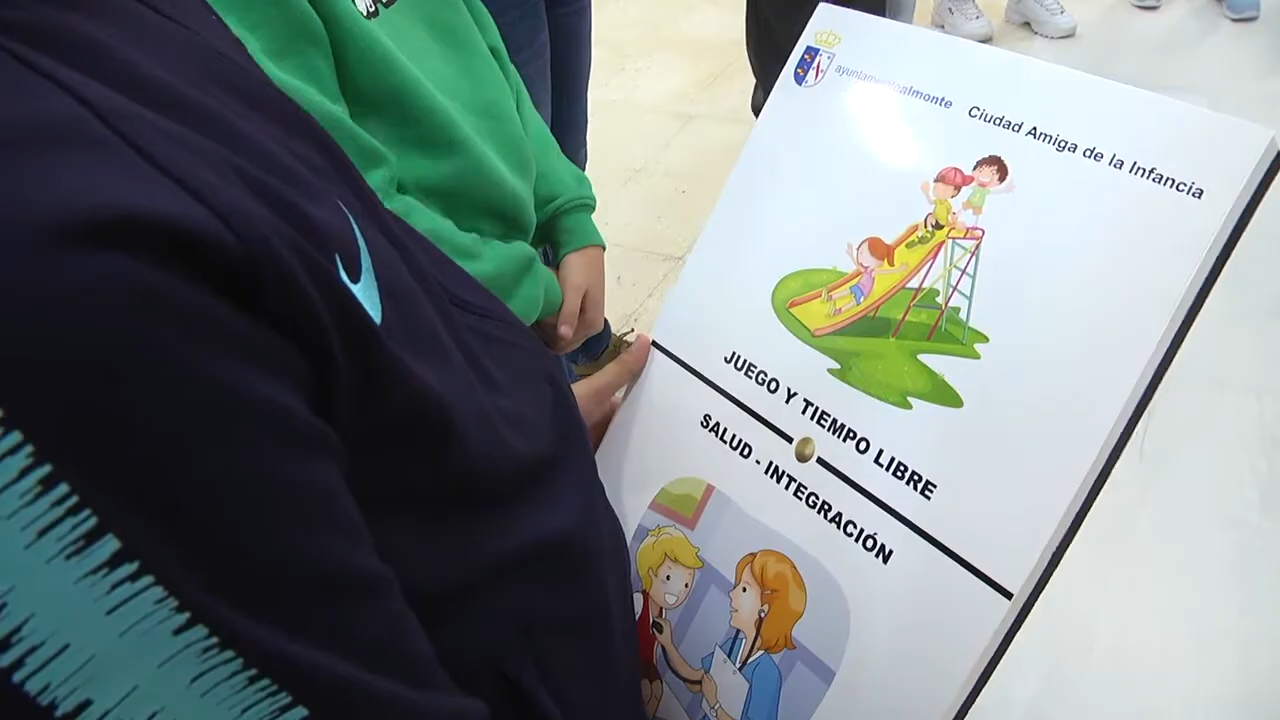 ayuntamientoalmonte Ciudad Amiga de la Infancia
JUEGO Y TIEMPO LIBRE
SALUD - INTEGRACIÓN